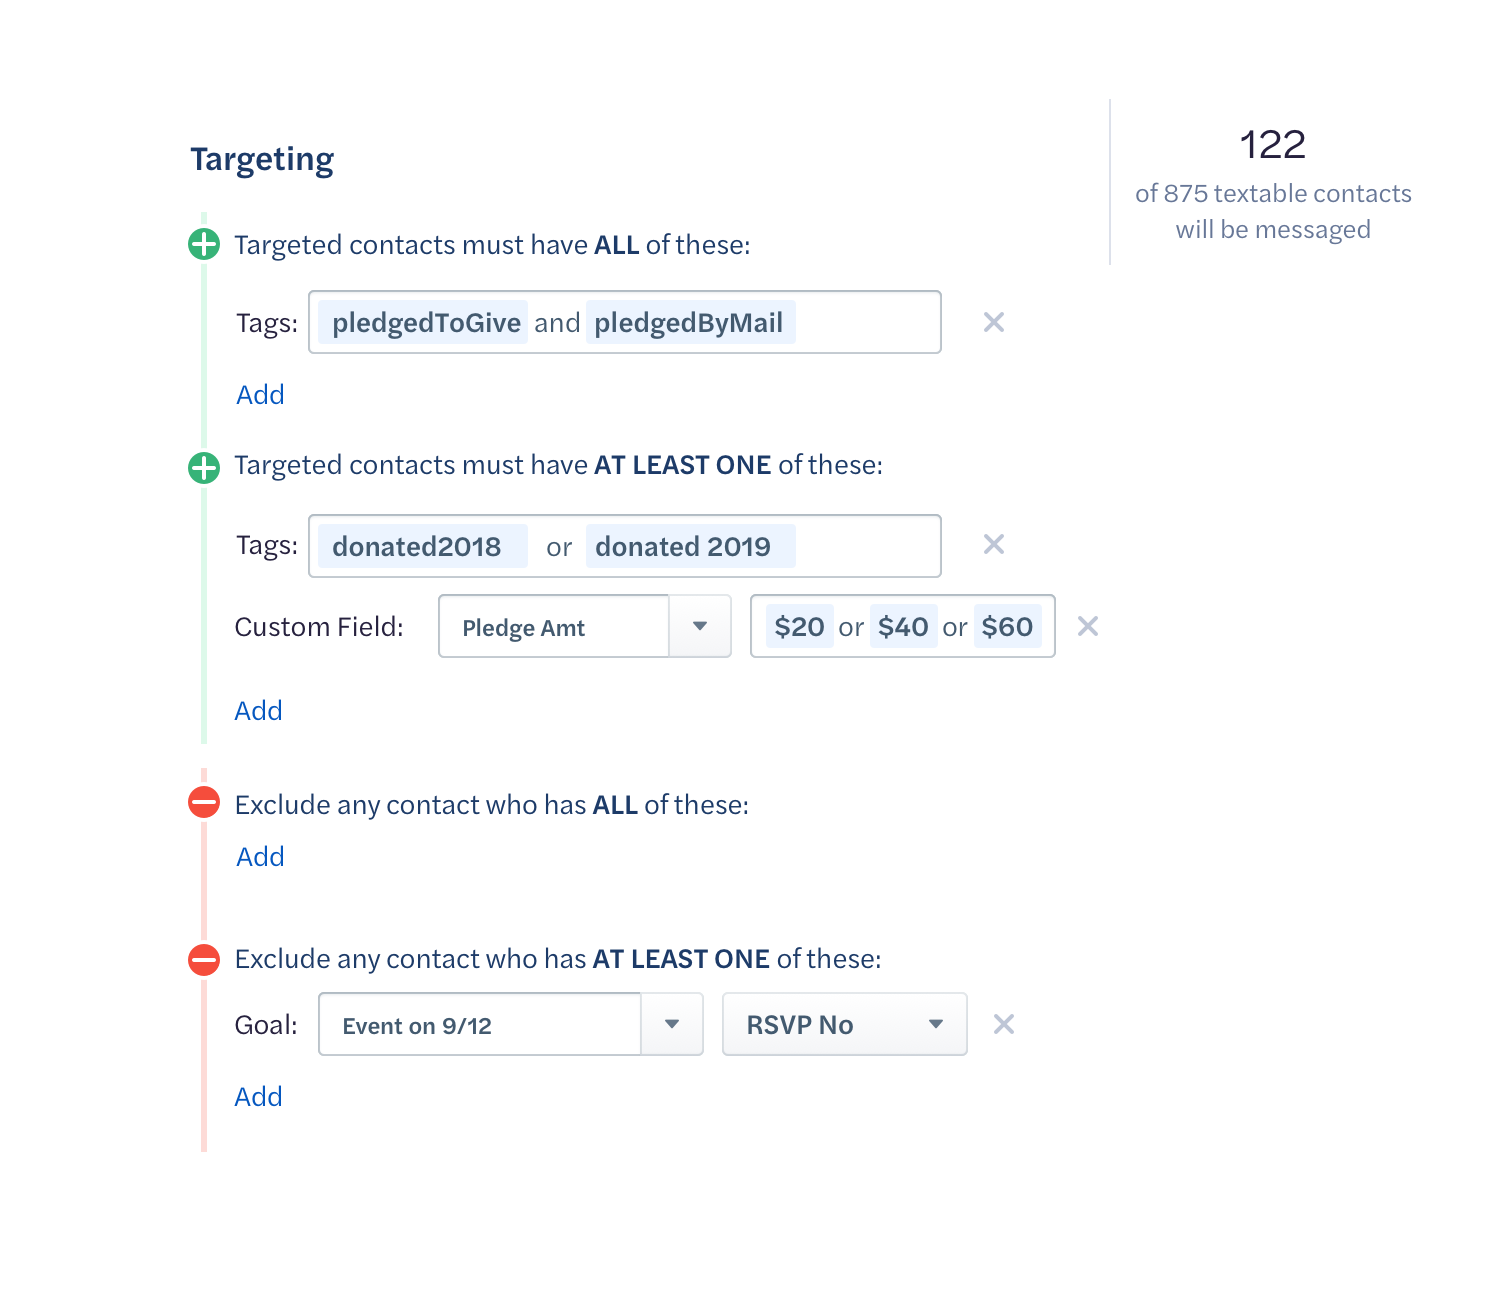 Targeting
122
of 875 textable contacts
will be messaged
Targeted contacts must have ALL of these:
Tags: pledgedToGive and pledgedByMail
Add
Targeted contacts must have AT LEAST ONE of these:
Tags: donated2018 or donated 2019
Custom Field: Pledge Amt $20 or $40 or $60
Add
Exclude any contact who has ALL of these:
Add
Exclude any contact who has AT LEAST ONE of these:
Goal: Event on 9/12 RSVP No
Add